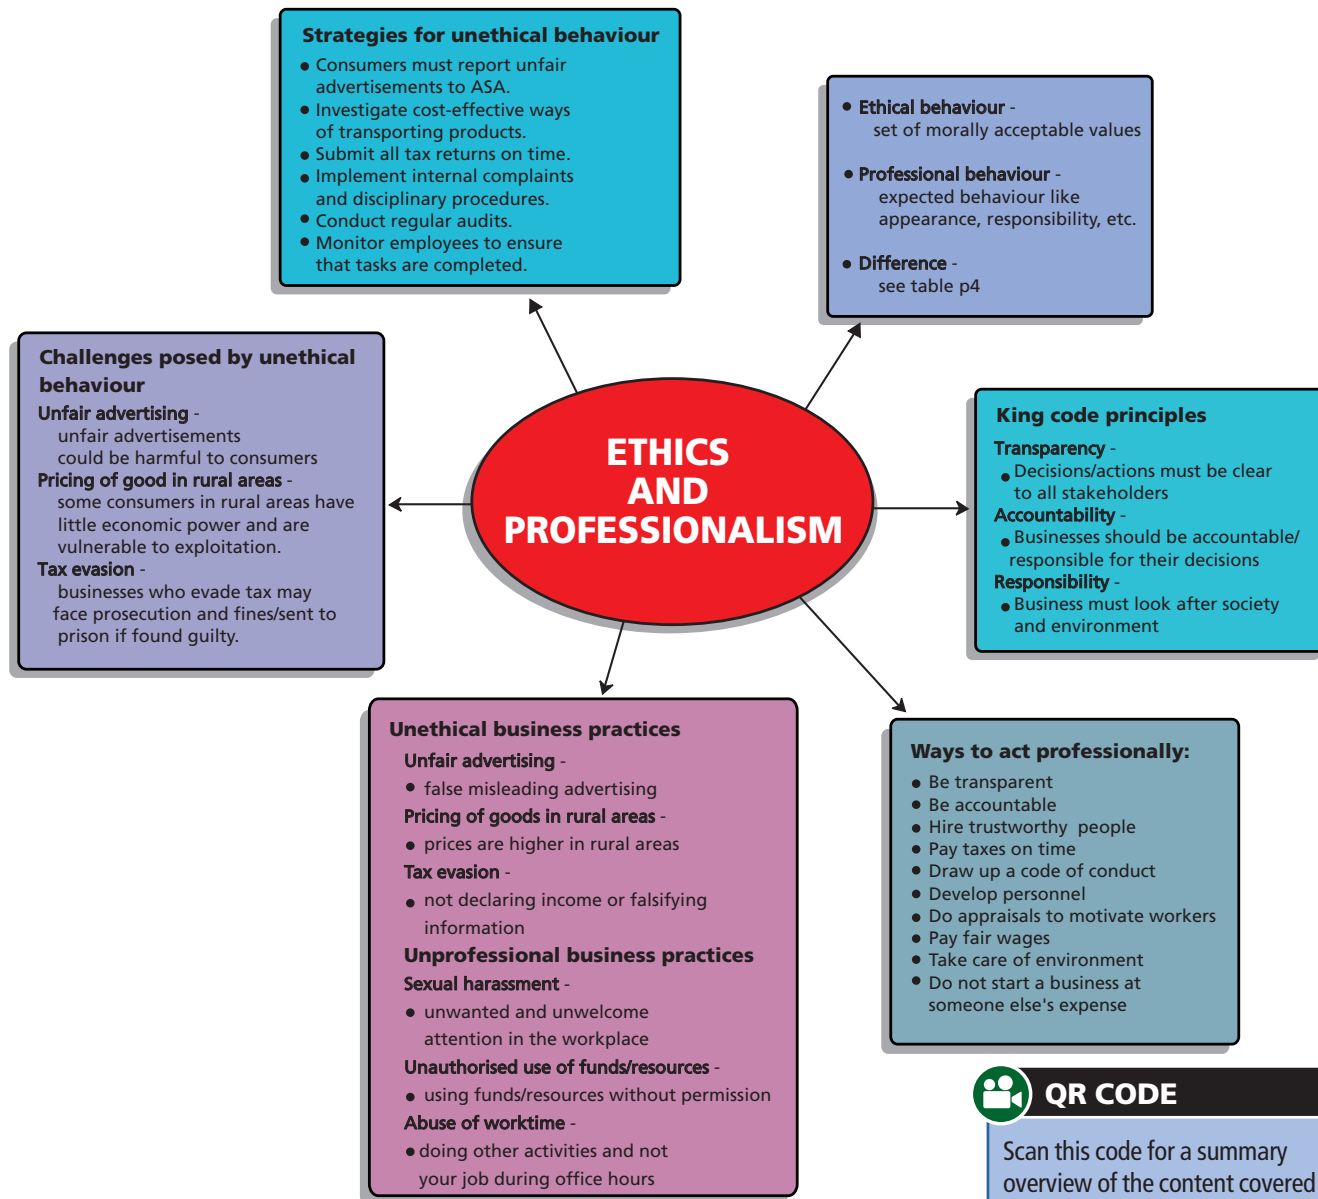 Strategies for unethical behaviour
● Consumers must report unfair
advertisements to ASA.
● Investigate cost-effective ways
of transporting products.
● Submit all tax returns on time.
● Implement internal complaints
and disciplinary procedures.
● Conduct regular audits.
● Monitor employees to ensure
that tasks are completed.
● Ethical behaviour -
set of morally acceptable values
● Professional behaviour -
expected behaviour like
appearance, responsibility, etc.
● Difference -
see table p4
Challenges posed by unethical
behaviour
Unfair advertising -
unfair advertisements
could be harmful to consumers
Pricing of good in rural areas -
some consumers in rural areas have
little economic power and are
vulnerable to exploitation.
Tax evasion -
businesses who evade tax may
face prosecution and fines/sent to
prison if found guilty.
ETHICS
AND
PROFESSIONALISM
King code principles
Transparency -
● Decisions/actions must be clear
to all stakeholders
Accountability -
● Businesses should be accountable/
responsible for their decisions
Responsibility -
● Business must look after society
and environment
Unethical business practices
Unfair advertising -
● false misleading advertising
Pricing of goods in rural areas -
● prices are higher in rural areas
Tax evasion -
● not declaring income or falsifying
information
Unprofessional business practices
Sexual harassment -
● unwanted and unwelcome
attention in the workplace
Unauthorised use of funds/resources -
● using funds/resources without permission
Abuse of worktime -
● doing other activities and not
your job during office hours
Ways to act professionally:
● Be transparent
● Be accountable
● Hire trustworthy people
● Pay taxes on time
● Draw up a code of conduct
● Develop personnel
● Do appraisals to motivate workers
● Pay fair wages
● Take care of environment
● Do not start a business at
someone else's expense
QR CODE
Scan this code for a summary
overview of the content covered